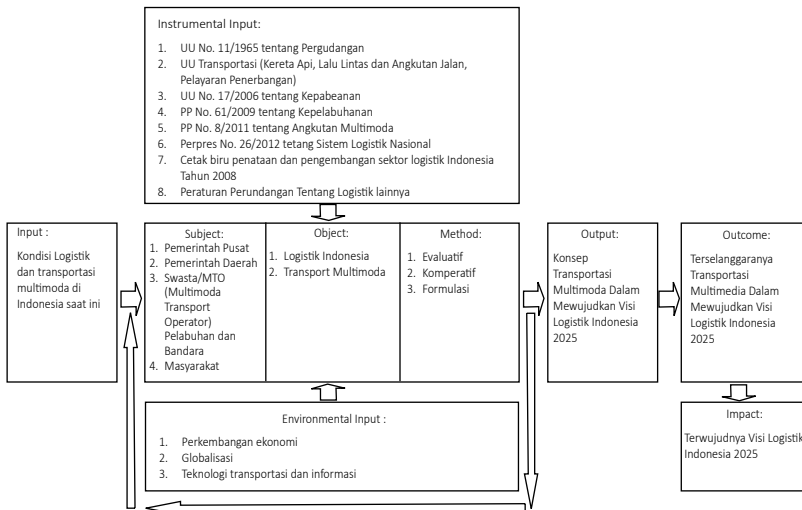 Instrumental Input:
1. UU No. 11/1965 tentang Pergudangan
2. UU Transportasi (Kereta Api, Lalu Lintas dan Angkutan Jalan,
Pelayaran Penerbangan)
3. UU No. 17/2006 tentang Kepabeanan
4. PP No. 61/2009 tentang Kepelabuhanan
5. PP No. 8/2011 tentang Angkutan Multimoda
6. Perpres No. 26/2012 tetang Sistem Logistik Nasional
7. Cetak biru penataan dan pengembangan sektor logistik Indonesia
Tahun 2008
8. Peraturan Perundangan Tentang Logistik lainnya
Input :
Kondisi Logistik
dan transportasi
multimoda di
Indonesia saat ini
Subject:
1. Pemerintah Pusat
2. Pemerintah Daerah
3. Swasta/MTO
(Multimoda
Transport
Operator)
Pelabuhan dan
Bandara
4. Masyarakat
Object:
1. Logistik Indonesia
2. Transport Multimoda
Method:
1. Evaluatif
2. Komperatif
3. Formulasi
Output:
Konsep
Transportasi
Multimoda Dalam
Mewujudkan Visi
Logistik Indonesia
2025
Outcome:
Terselanggaranya
Transportasi
Multimedia Dalam
Mewujudkan Visi
Logistik Indonesia
2025
Environmental Input :
1. Perkembangan ekonomi
2. Globalisasi
3. Teknologi transportasi dan informasi
Impact:
Terwujudnya Visi Logistik
Indonesia 2025